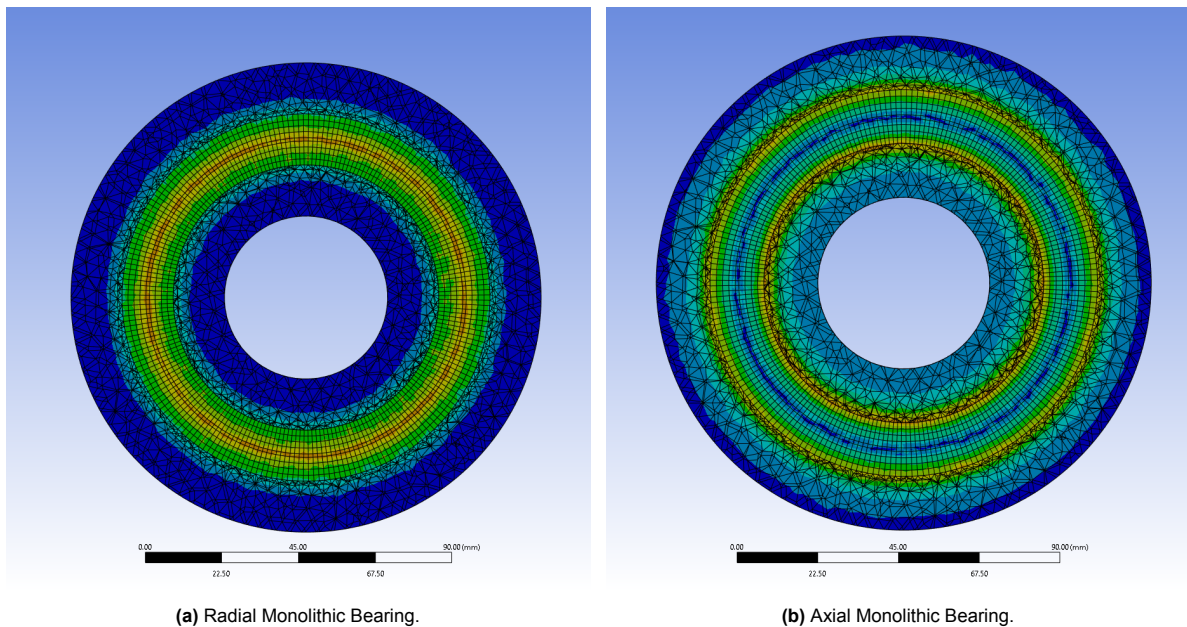 0.00 45.00 90.00 (mm)
22.50 67.50
0.00 45.00 90.00 (mm)
22.50 67.50
(a) Radial Monolithic Bearing.
(b) Axial Monolithic Bearing.